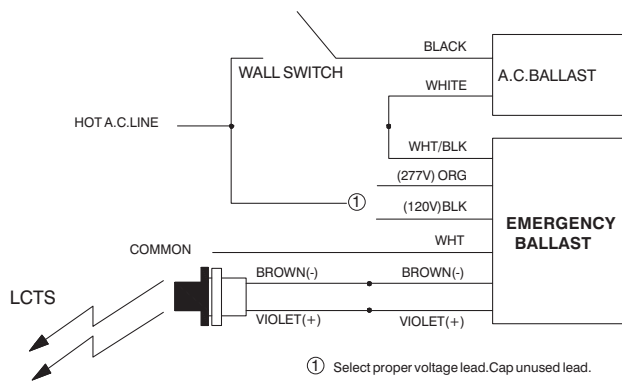 BLACK
A.C.BALLAST
WALL SWITCH
WHITE
HOT A.C.LINE
WHT/BLK
(277V) ORG
①
(120V)BLK
EMERGENCY
BALLAST
WHT
COMMON
BROWN(-) BROWN(-)
LCTS
VIOLET(+) VIOLET(+)
① Select proper voltage lead.Cap unused lead.